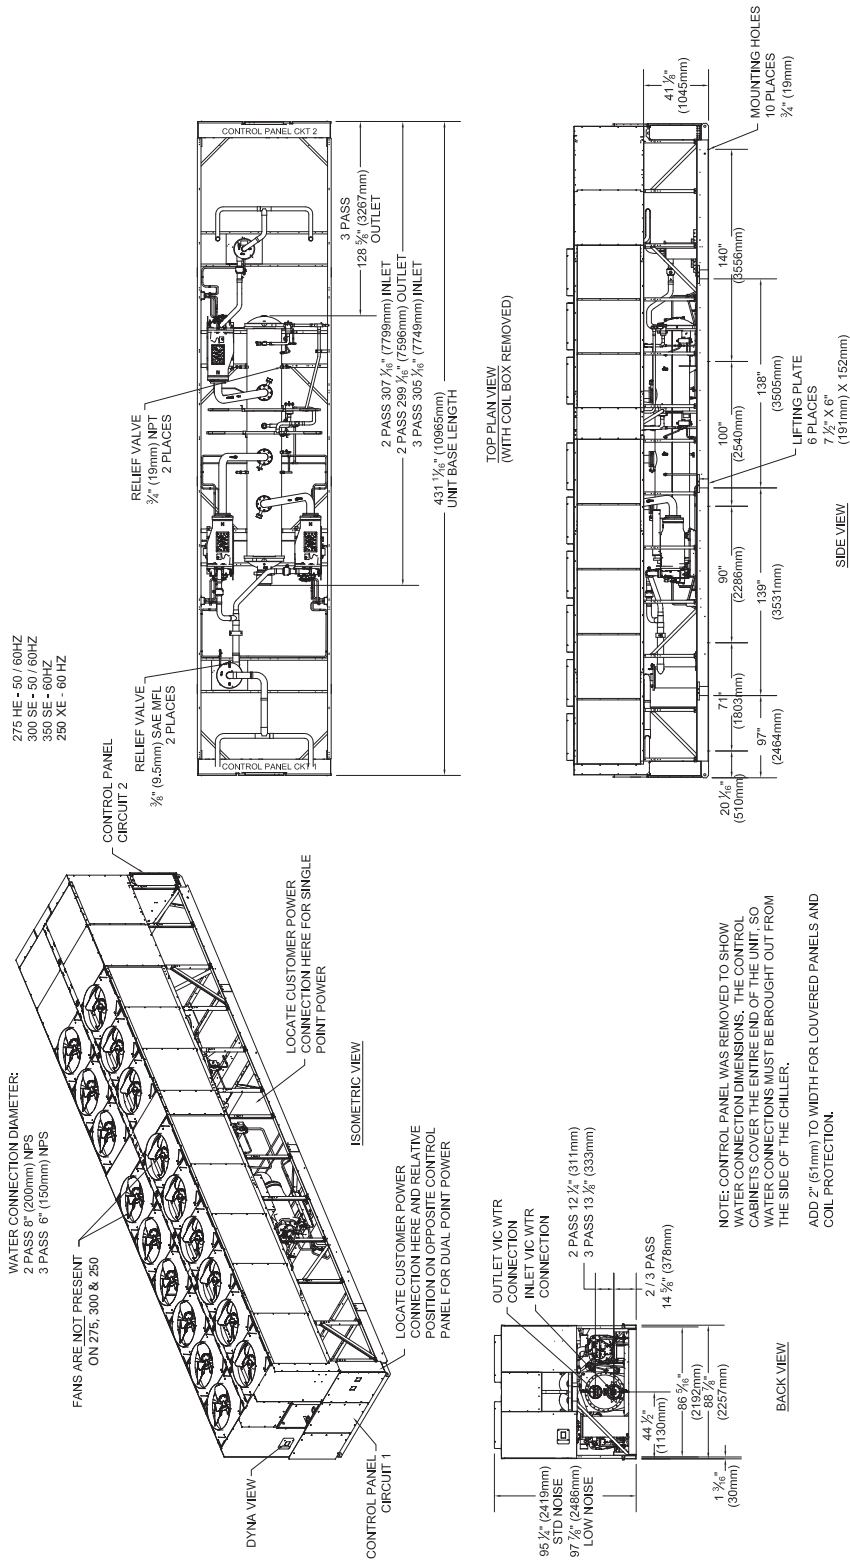 WATER CONNECTION DIAMETER:
2 PASS 8" (200mm) NPS
3 PASS 6" (150mm) NPS
FANS ARE NOT PRESENT
ON 275, 300 & 250
DYNA VIEW
CONTROL PANEL
CIRCUIT 1
LOCATE CUSTOMER POWER
CONNECTION HERE AND RELATIVE
POSITION ON OPPOSITE CONTROL
PANEL FOR DUAL POINT POWER
LOCATE CUSTOMER POWER
CONNECTION HERE FOR SINGLE
POINT POWER
CONTROL PANEL
CIRCUIT 2
ISOMETRIC VIEW
275 HE - 50 / 60HZ
300 SE - 50 / 60HZ
350 SE - 60HZ
250 XE - 60 HZ
RELIEF VALVE
3/8" (9.5mm) SAE MFL
2 PLACES
RELIEF VALVE
3/4" (19mm) NPT
2 PLACES
CONTROL PANEL CKT 1
CONTROL PANEL CKT 2
3 PASS
128 5/8" (3267mm)
OUTLET
2 PASS 307 1/16" (7799mm) INLET
2 PASS 299 1/16" (7596mm) OUTLET
3 PASS 305 1/16" (7749mm) INLET
431 11/16" (10965mm)
UNIT BASE LENGTH
TOP PLAN VIEW
(WITH COIL BOX REMOVED)
95 1/4" (2419mm)
STD NOISE
97 7/8" (2486mm)
LOW NOISE
OUTLET VIC WTR
CONNECTION
INLET VIC WTR
CONNECTION
2 PASS 12 1/4" (311mm)
3 PASS 13 1/8" (333mm)
2 / 3 PASS
14 5/8" (378mm)
44 1/2"
(1130mm)
86 5/16"
(2192mm)
88 7/8"
(2257mm)
1 3/16"
(30mm)
BACK VIEW
NOTE: CONTROL PANEL WAS REMOVED TO SHOW
WATER CONNECTION DIMENSIONS. THE CONTROL
CABINETS COVER THE ENTIRE END OF THE UNIT, SO
WATER CONNECTIONS MUST BE BROUGHT OUT FROM
THE SIDE OF THE CHILLER.
ADD 2" (51mm) TO WIDTH FOR LOUVERED PANELS AND
COIL PROTECTION.
41 1/8"
(1045mm)
MOUNTING HOLES
10 PLACES
3/4" (19mm)
20 1/16"
(510mm)
71"
(1803mm)
90"
(2286mm)
100"
(2540mm)
140"
(3556mm)
97"
(2464mm)
139"
(3531mm)
138"
(3505mm)
LIFTING PLATE
6 PLACES
7 1/2" X 6"
(191mm) X 152mm)
SIDE VIEW